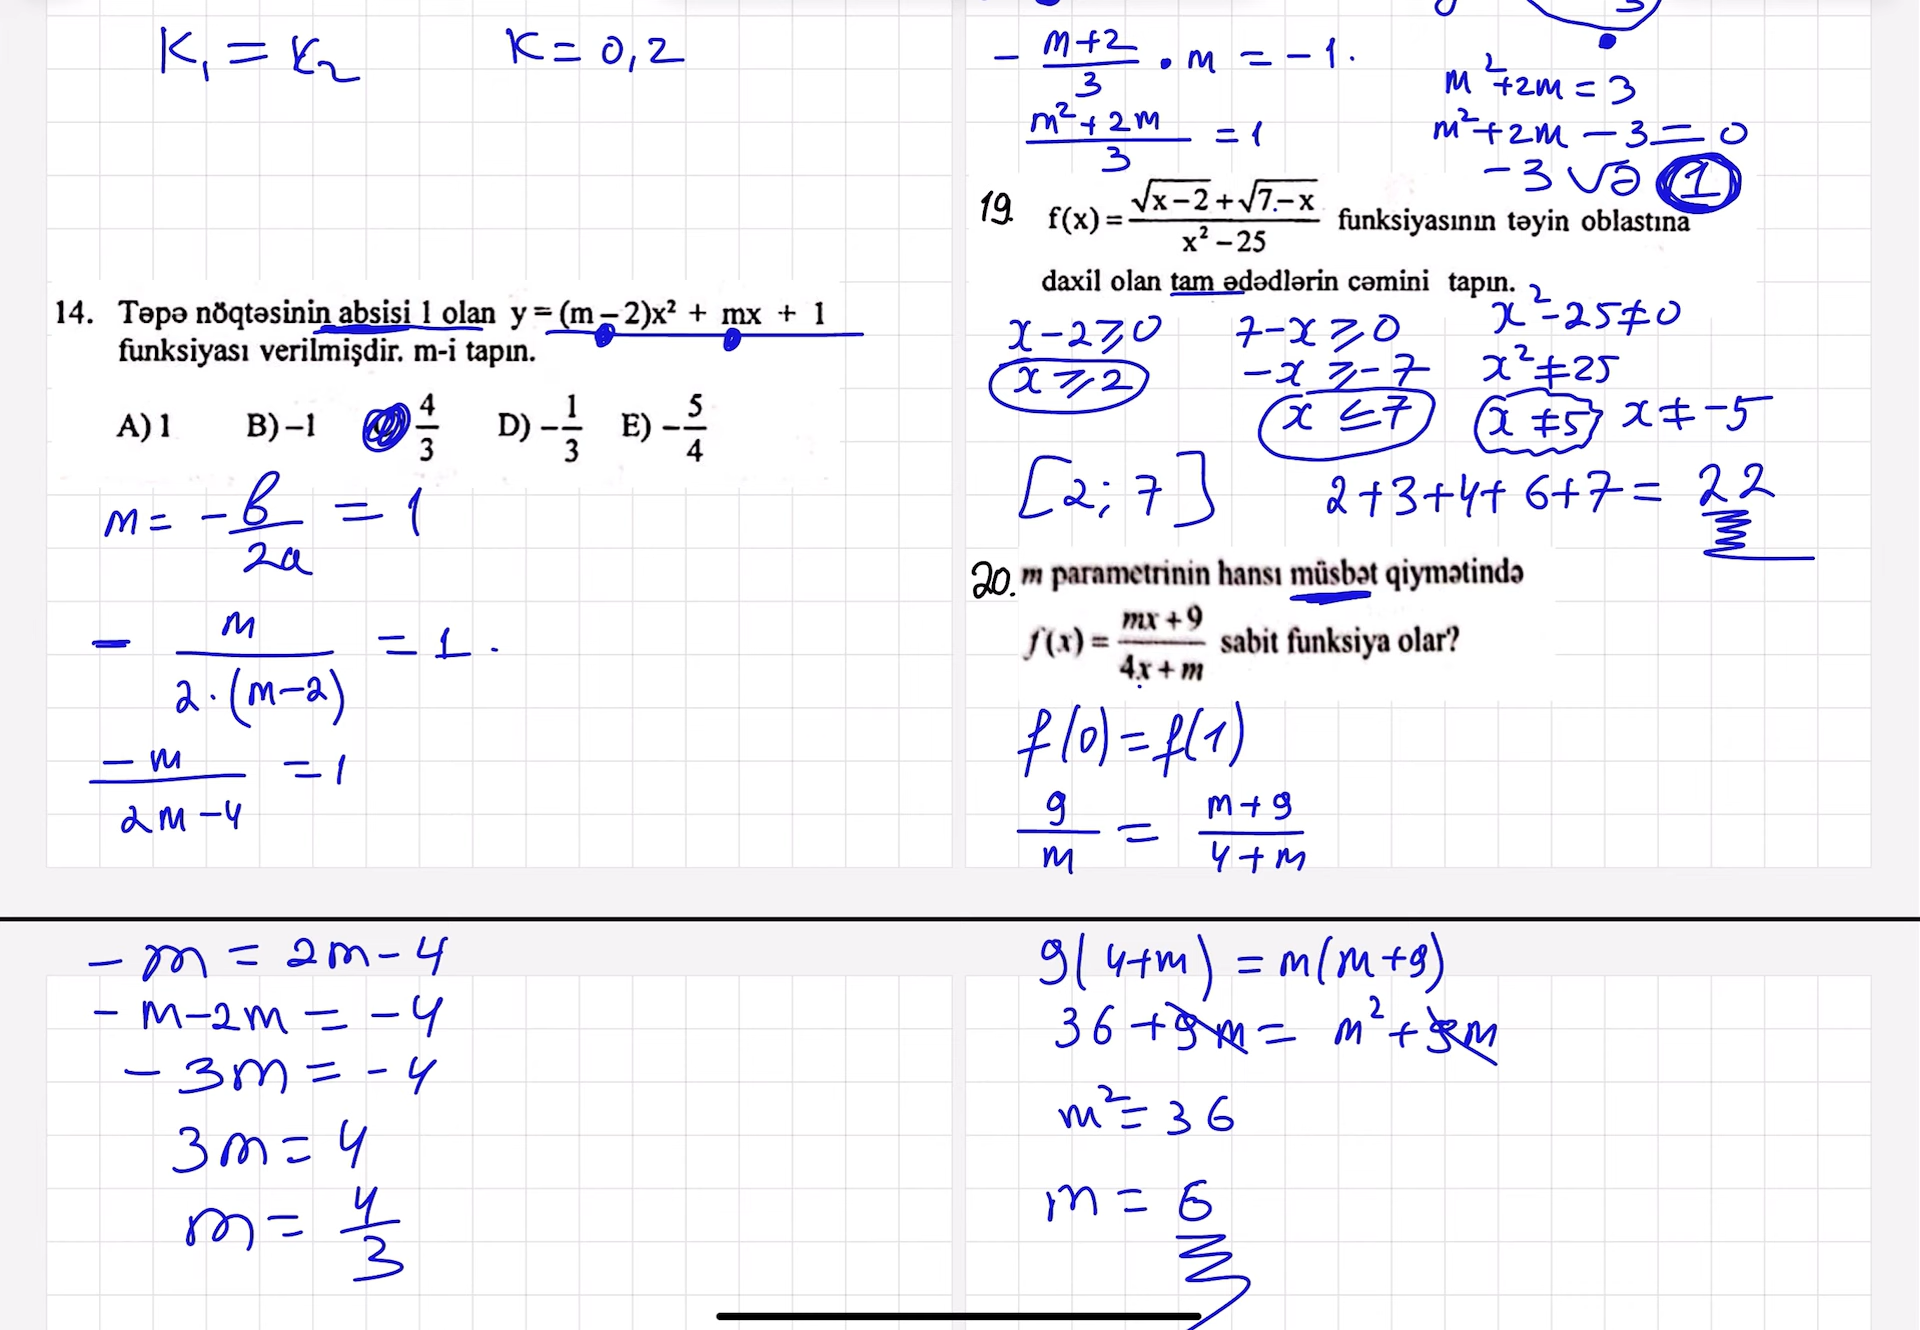 K₁ = K₂    K = 0,2
14. Təpə nöqtəsinin absisi 1 olan y = (m – 2)x² + mx + 1
funksiyası verilmişdir. m-i tapın.
A) 1    B) –1    4/3    D) –1/3    E) –5/4
m = – b/2a = 1
– m/(2·(m–2)) = 1.
–m/(2m–4) = 1
–m = 2m–4
–m–2m = –4
–3m = –4
3m = 4
m = 4/3
– (m+2)/3 · m = –1.
(m²+2m)/3 = 1
m²+2m = 3
m²+2m–3 = 0
–3 və 1
19. f(x) = (√x–2 + √7–x)/(x² – 25) funksiyasının təyin oblastına
daxil olan tam ədədlərin cəmini tapın.
x–2⩾0    7–x⩾0    x²–25≠0
x⩾2    –x ⩾–7    x²≠25
x ≤7    x≠5    x≠–5
[2; 7]    2+3+4+6+7= 22
20. m parametrinin hansı müsbət qiymətində
f(x) = (mx + 9)/(4x + m) sabit funksiya olar?
f(0)=f(1)
9/m = (m+9)/(4+m)
9(4+m) = m(m+9)
36+9m = m²+9m
m²=36
m = 6